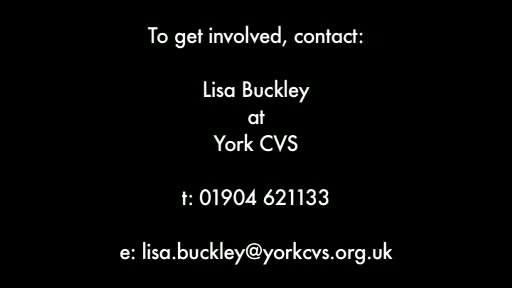 To get involved, contact:
Lisa Buckley
at
York CVS
t: 01904 621133
e: lisa.buckley@yorkcvs.org.uk